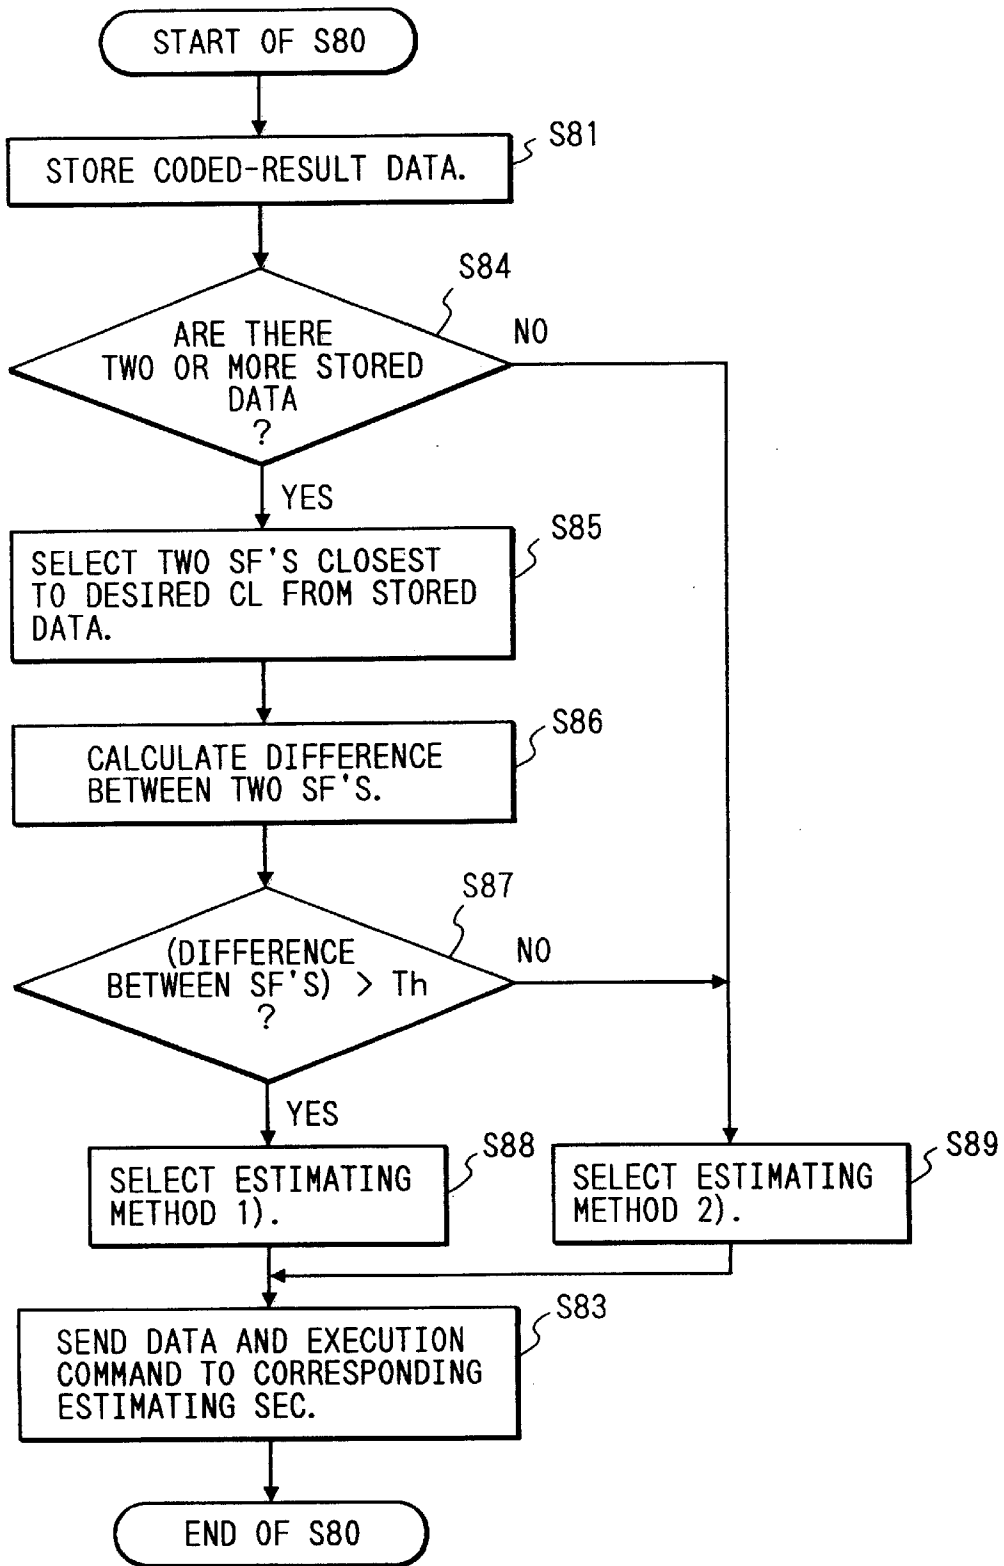 START OF S80
S81
STORE CODED-RESULT DATA.
S84
ARE THERE
TWO OR MORE STORED
DATA
?
NO
YES
S85
SELECT TWO SF'S CLOSEST
TO DESIRED CL FROM STORED
DATA.
S86
CALCULATE DIFFERENCE
BETWEEN TWO SF'S.
S87
(DIFFERENCE
BETWEEN SF'S) > Th
?
NO
YES
S88
SELECT ESTIMATING
METHOD 1).
S89
SELECT ESTIMATING
METHOD 2).
S83
SEND DATA AND EXECUTION
COMMAND TO CORRESPONDING
ESTIMATING SEC.
END OF S80